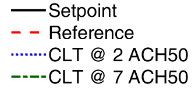 Setpoint
Reference
CLT @ 2 ACH50
CLT @ 7 ACH50